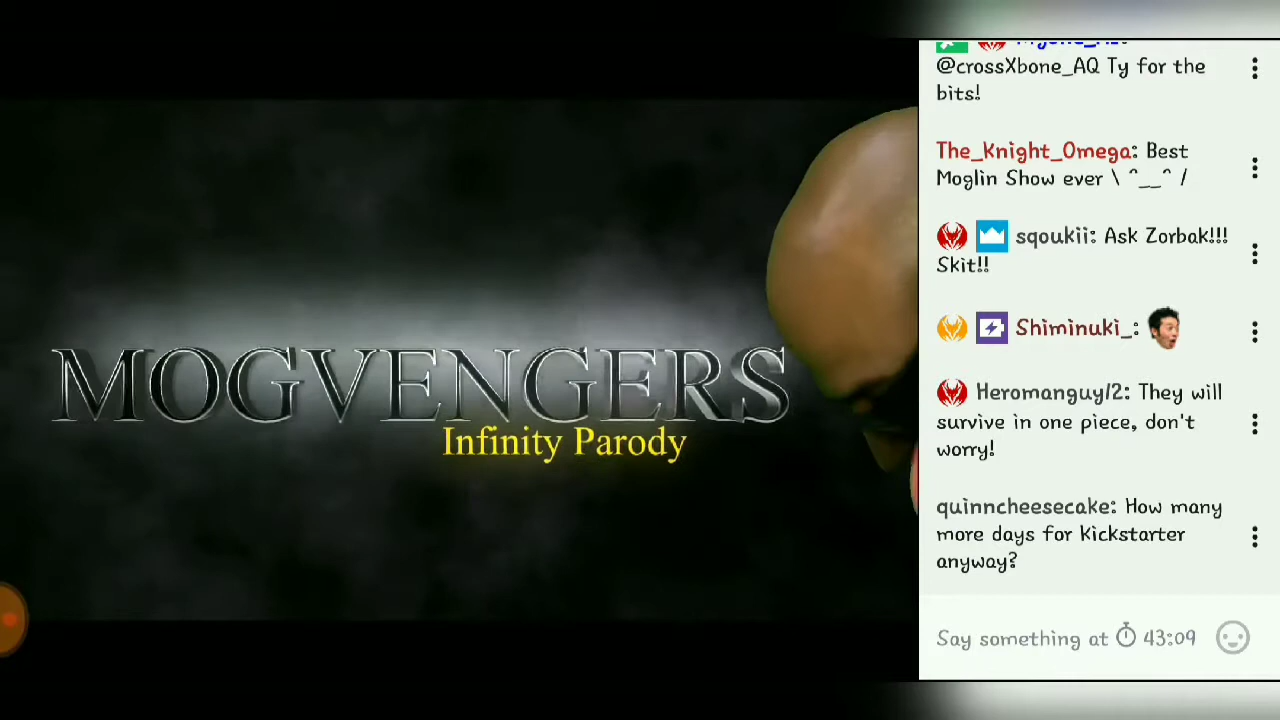 MOGVENGERS
Infinity Parody
@crossXbone_AQ Ty for the
bits!
The_Knight_Omega: Best
Moglin Show ever \ ^__^ /
sqoukii: Ask Zorbak!!!
Skit!!
Shiminuki_:
Heromanguy12: They will
survive in one piece, don't
worry!
quinncheesecake: How many
more days for Kickstarter
anyway?
Say something at 43:09